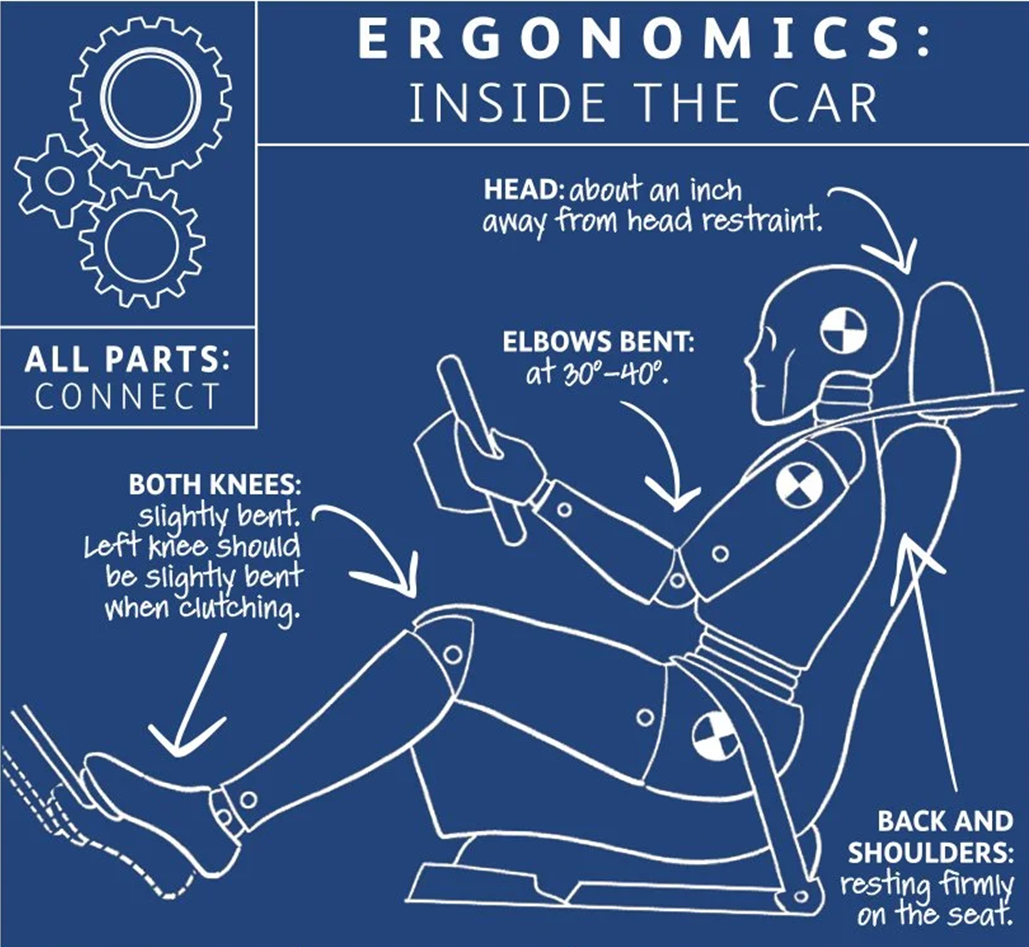 ERGONOMICS:
INSIDE THE CAR
ALL PARTS:
CONNECT
HEAD: about an inch
away from head restraint.
ELBOWS BENT:
at 30°–40°.
BOTH KNEES:
slightly bent.
Left knee should
be slightly bent
when clutching.
BACK AND
SHOULDERS:
resting firmly
on the seat.